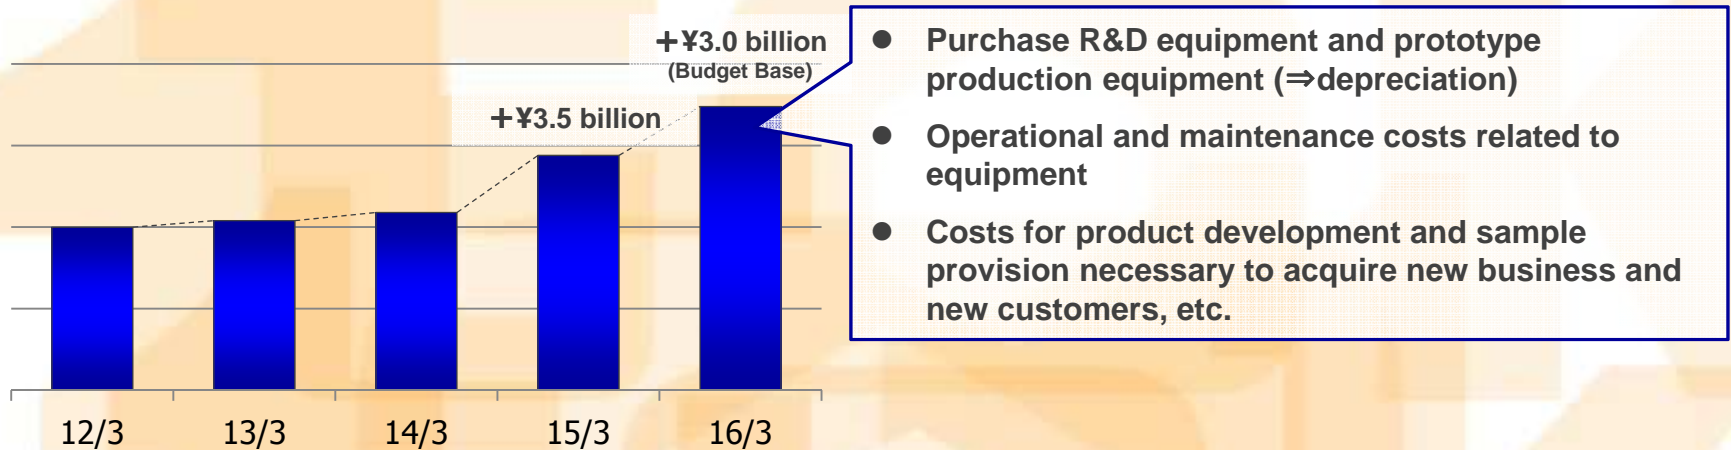 +¥3.0 billion
(Budget Base)
+¥3.5 billion
12/3 13/3 14/3 15/3 16/3
● Purchase R&D equipment and prototype
production equipment (⇒depreciation)
● Operational and maintenance costs related to
equipment
● Costs for product development and sample
provision necessary to acquire new business and
new customers, etc.